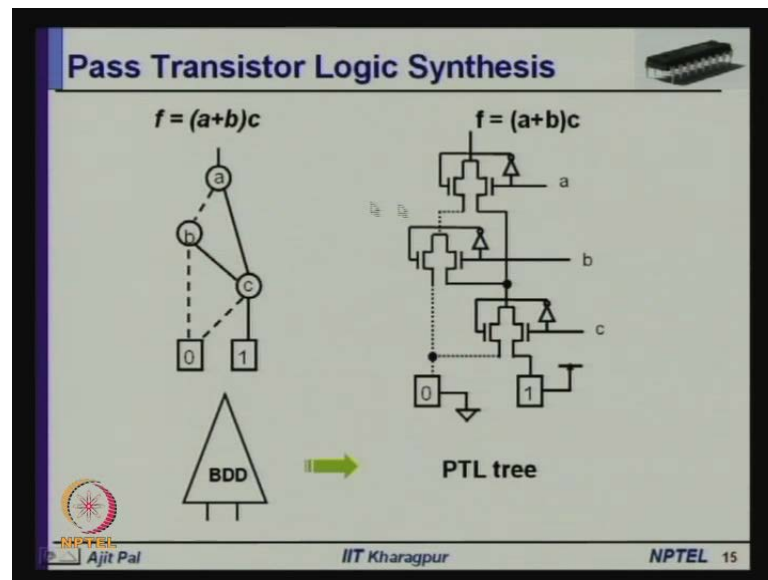 Pass Transistor Logic Synthesis
f = (a+b)c
f = (a+b)c
a
b
c
0
1
a
b
c
0
1
BDD
PTL tree
NPTEL
Ajit Pal
IIT Kharagpur
NPTEL 15